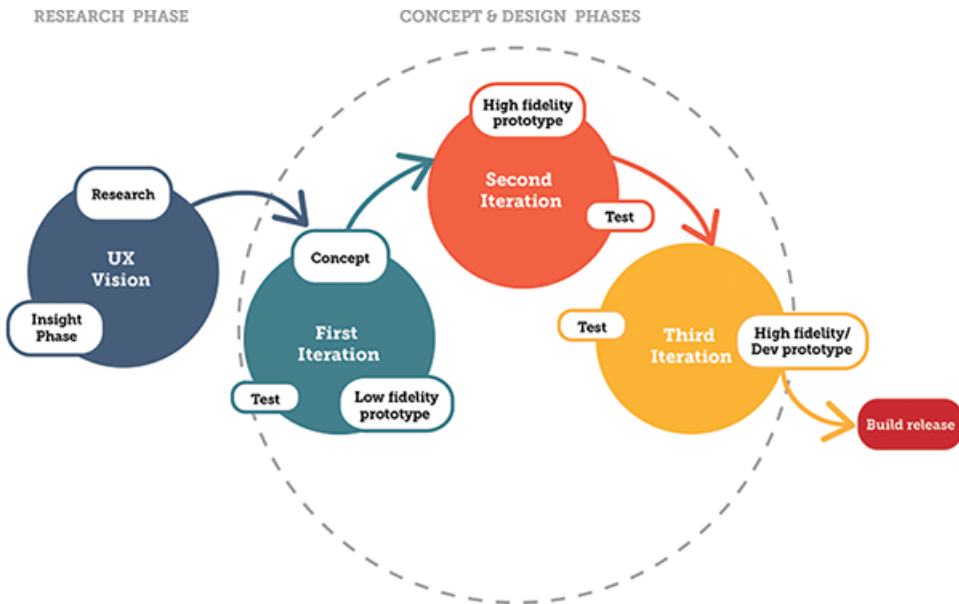 RESEARCH PHASE
CONCEPT & DESIGN PHASES
Research
UX
Vision
Insight
Phase
Concept
First
Iteration
Test
Low fidelity
prototype
High fidelity
prototype
Second
Iteration
Test
Test
Third
Iteration
High fidelity/
Dev prototype
Build release